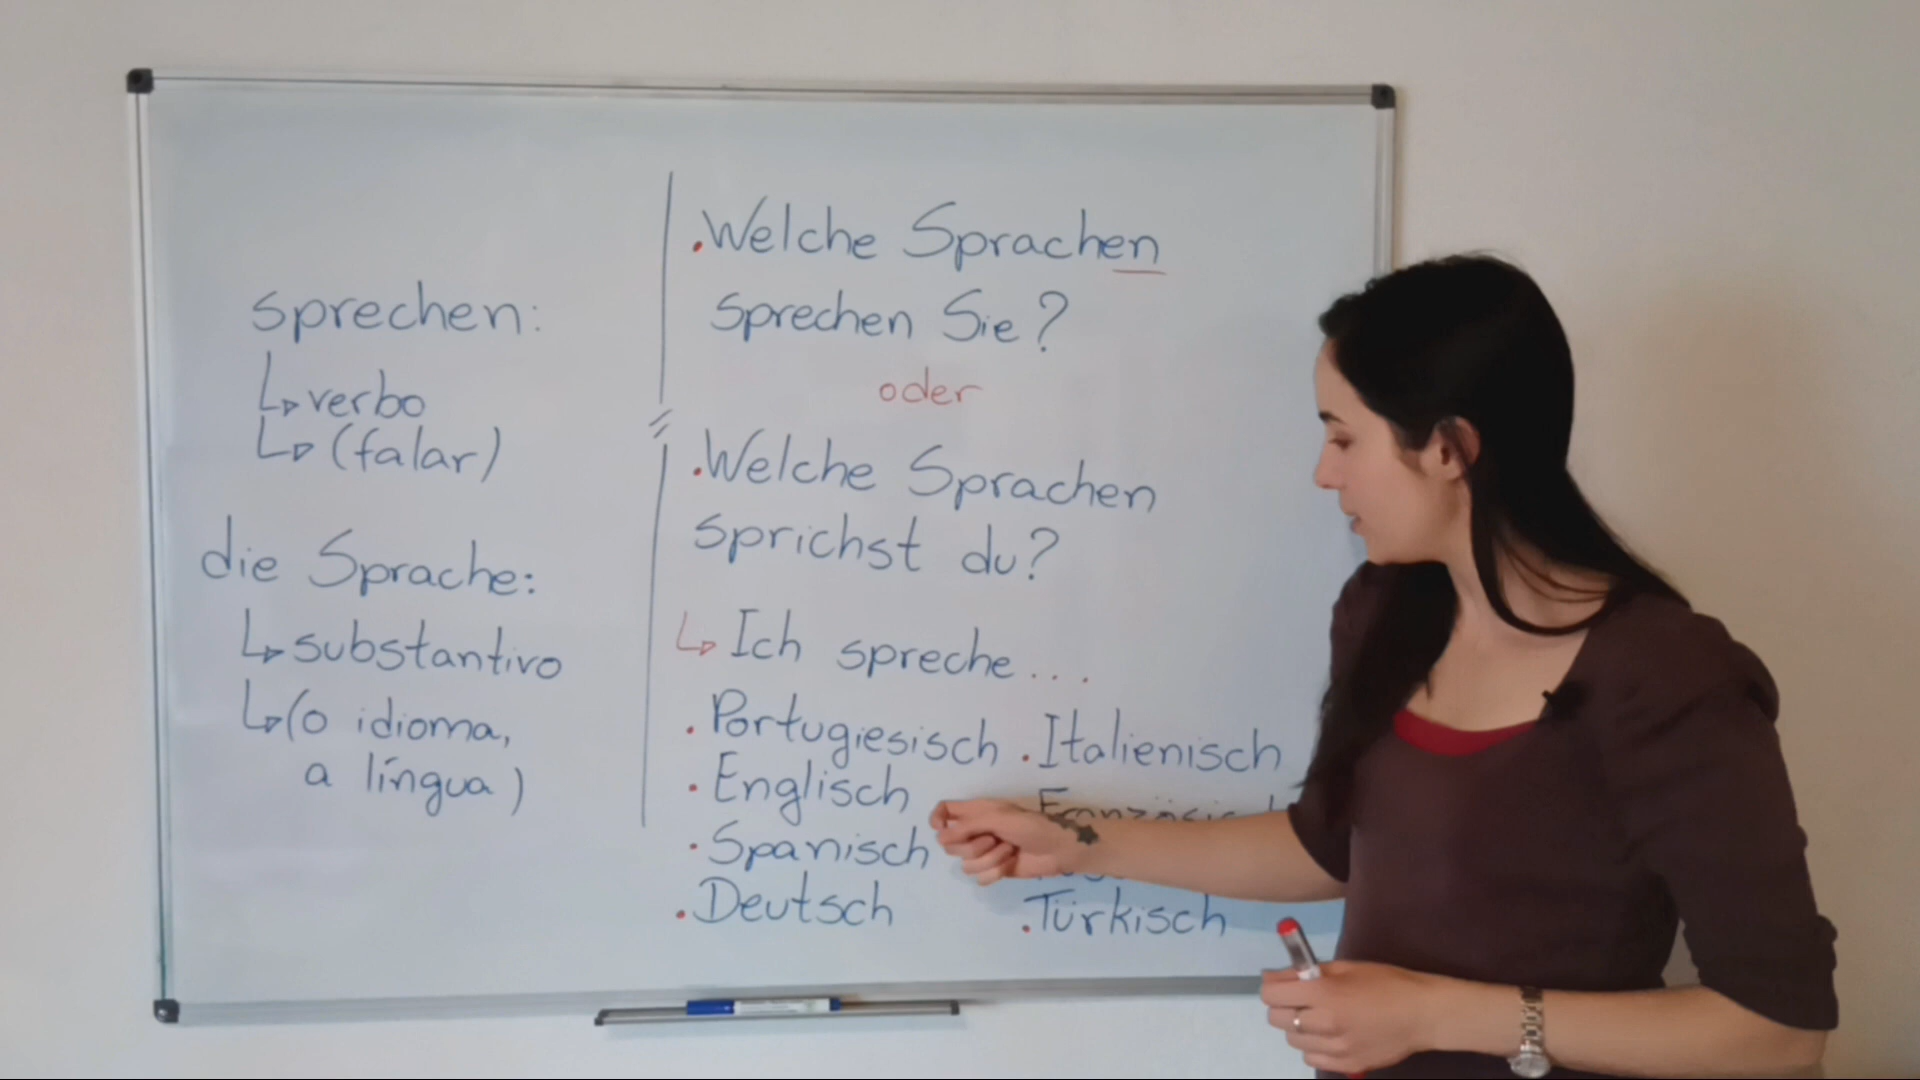 sprechen:
↳ verbo
↳ (falar)
die Sprache:
↳ substantivo
↳ (o idioma,
a língua)
.Welche Sprachen
sprechen Sie?
oder
.Welche Sprachen
sprichst du?
↳ Ich spreche...
. Portugiesisch
. Englisch
. Spanisch
. Deutsch
. Italienisch
. Türkisch